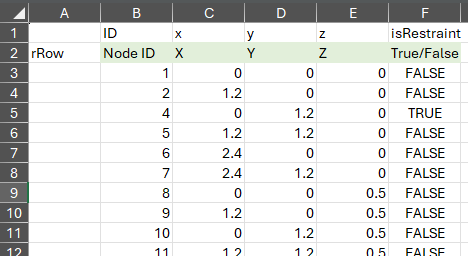 A B C D E F
1 ID x y z isRestraint
2 rRow Node ID X Y Z True/False
3 1 0 0 0 FALSE
4 2 1.2 0 0 FALSE
5 4 0 1.2 0 TRUE
6 5 1.2 1.2 0 FALSE
7 6 2.4 0 0 FALSE
8 7 2.4 1.2 0 FALSE
9 8 0 0 0.5 FALSE
10 9 1.2 0 0.5 FALSE
11 10 0 1.2 0.5 FALSE
12 11 1.2 1.2 0.5 FALSE